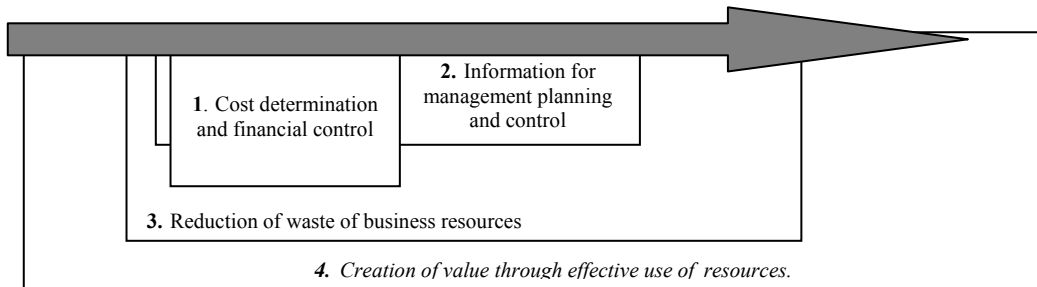 1. Cost determination
and financial control
2. Information for
management planning
and control
3. Reduction of waste of business resources
4. Creation of value through effective use of resources.